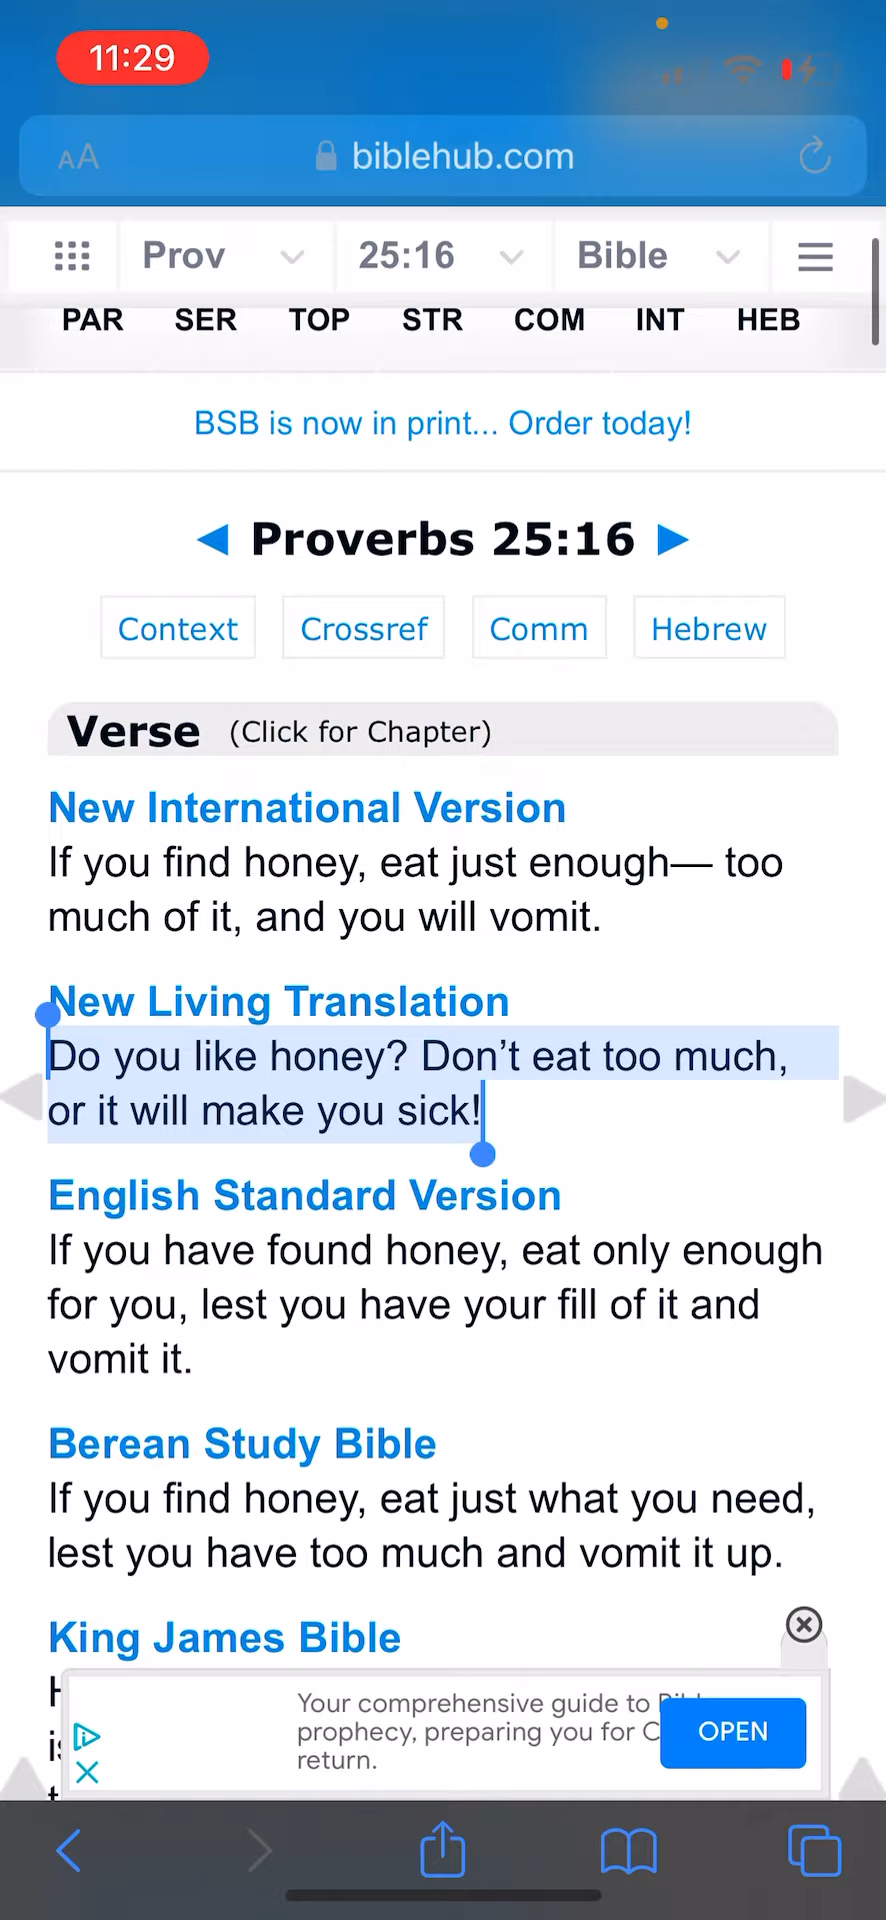 11:29
AA biblehub.com
Prov 25:16 Bible
PAR SER TOP STR COM INT HEB
BSB is now in print... Order today!
Proverbs 25:16
Context Crossref Comm Hebrew
Verse (Click for Chapter)
New International Version
If you find honey, eat just enough— too
much of it, and you will vomit.
New Living Translation
Do you like honey? Don’t eat too much,
or it will make you sick!
English Standard Version
If you have found honey, eat only enough
for you, lest you have your fill of it and
vomit it.
Berean Study Bible
If you find honey, eat just what you need,
lest you have too much and vomit it up.
King James Bible
Your comprehensive guide to
prophecy, preparing you for
return.
OPEN